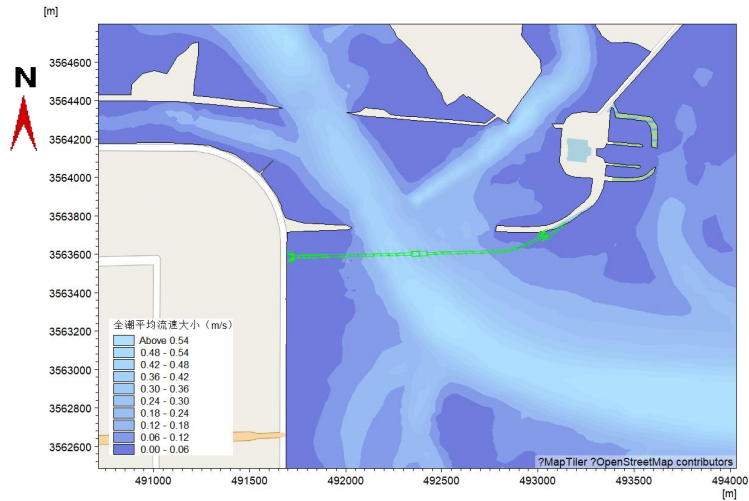 [m]
3564600
3564400
3564200
3564000
3563800
3563600
3563400
3563200
3563000
3562800
3562600
N
全潮平均流速大小（m/s）
Above 0.54
0.48 - 0.54
0.42 - 0.48
0.36 - 0.42
0.30 - 0.36
0.24 - 0.30
0.18 - 0.24
0.12 - 0.18
0.06 - 0.12
0.00 - 0.06
?MapTiler ?OpenStreetMap contributors
491000
491500
492000
492500
493000
493500
494000
[m]